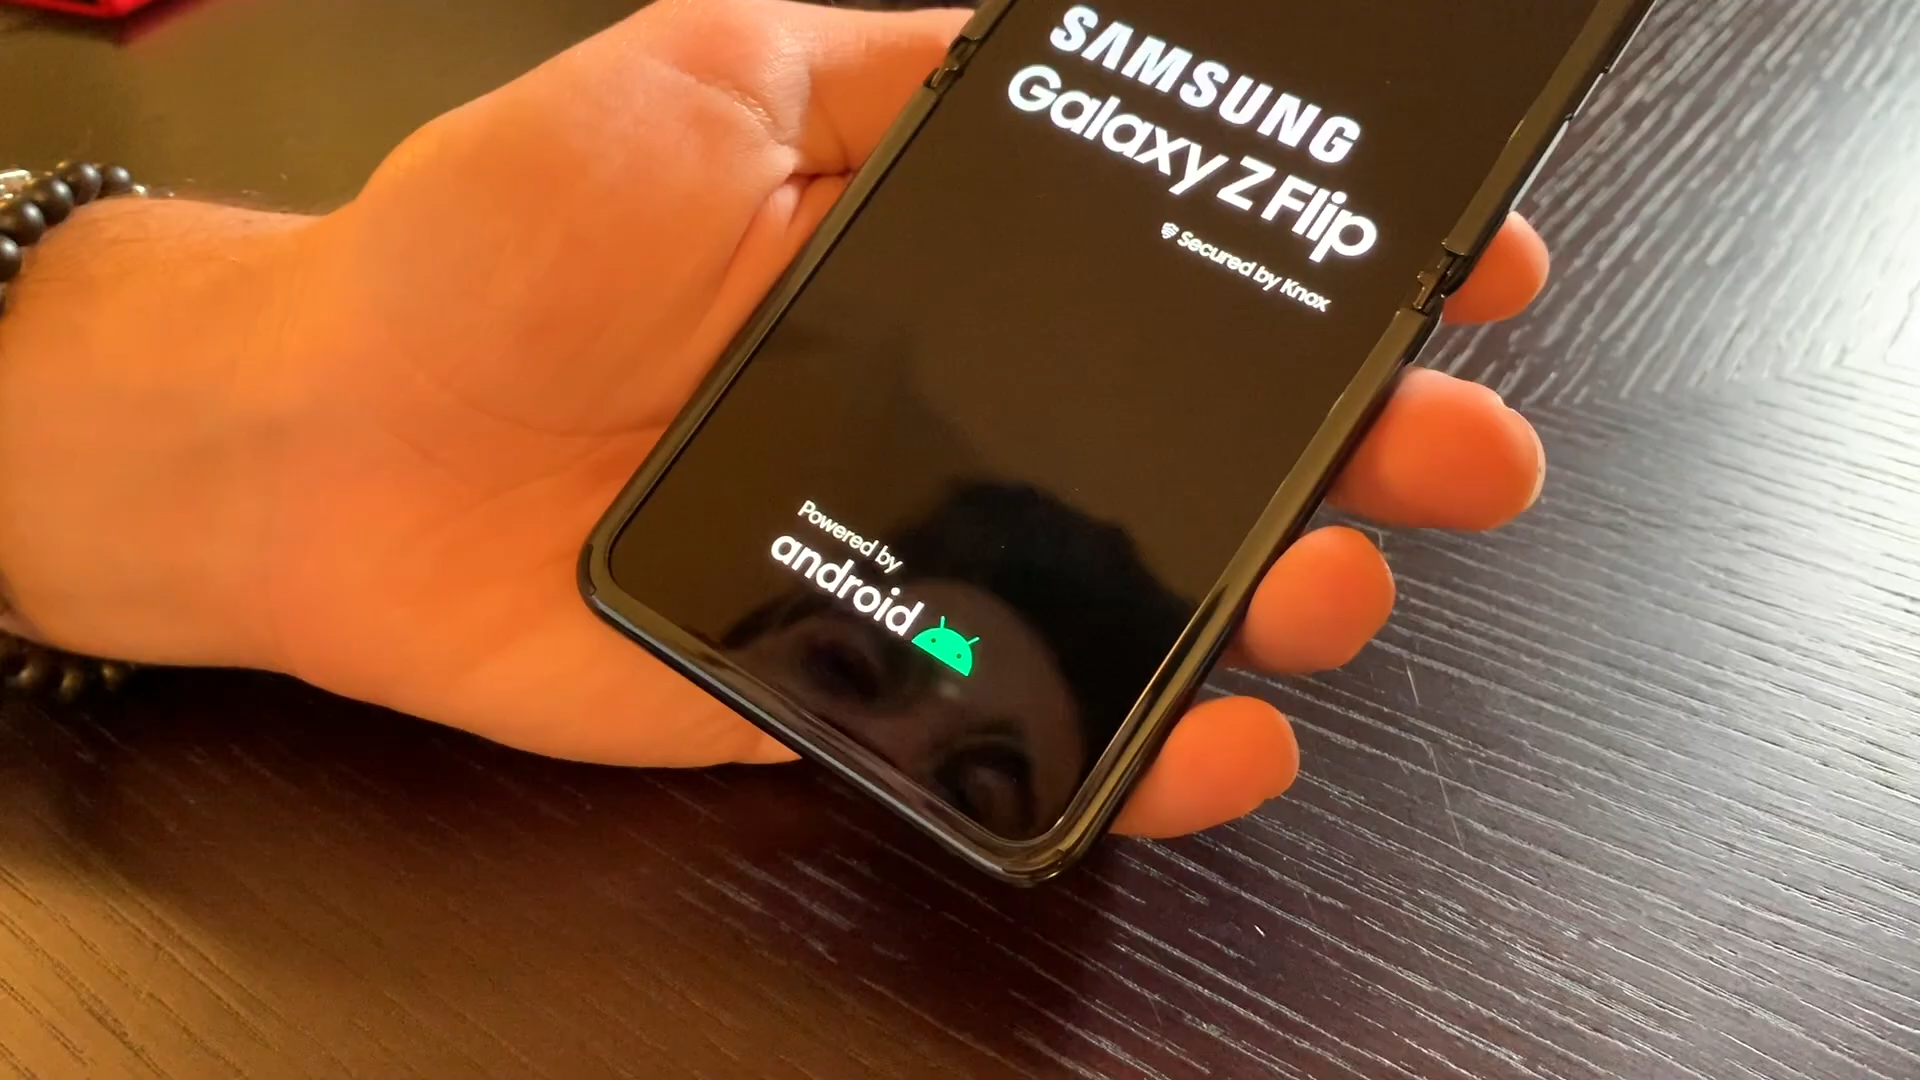 SAMSUNG
Galaxy Z Flip
Secured by Knox
Powered by
android